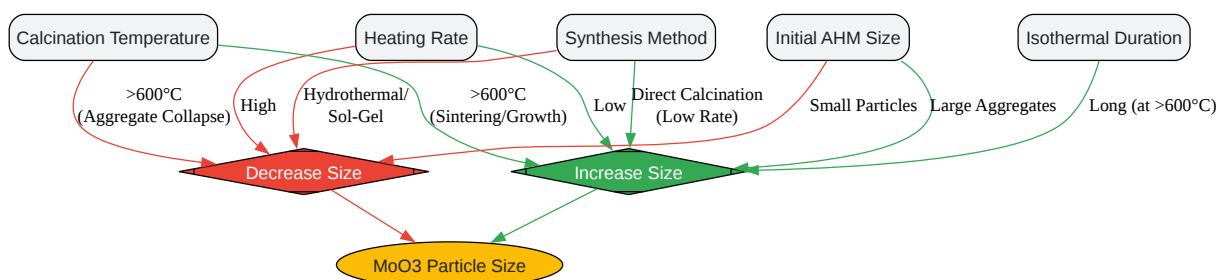 Calcination Temperature
Heating Rate
Synthesis Method
Initial AHM Size
Isothermal Duration
>600°C
(Aggregate Collapse)
High
Hydrothermal/
Sol-Gel
>600°C
(Sintering/Growth)
Low
Direct Calcination
(Low Rate)
Small Particles
Large Aggregates
Long (at >600°C)
Decrease Size
Increase Size
MoO3 Particle Size